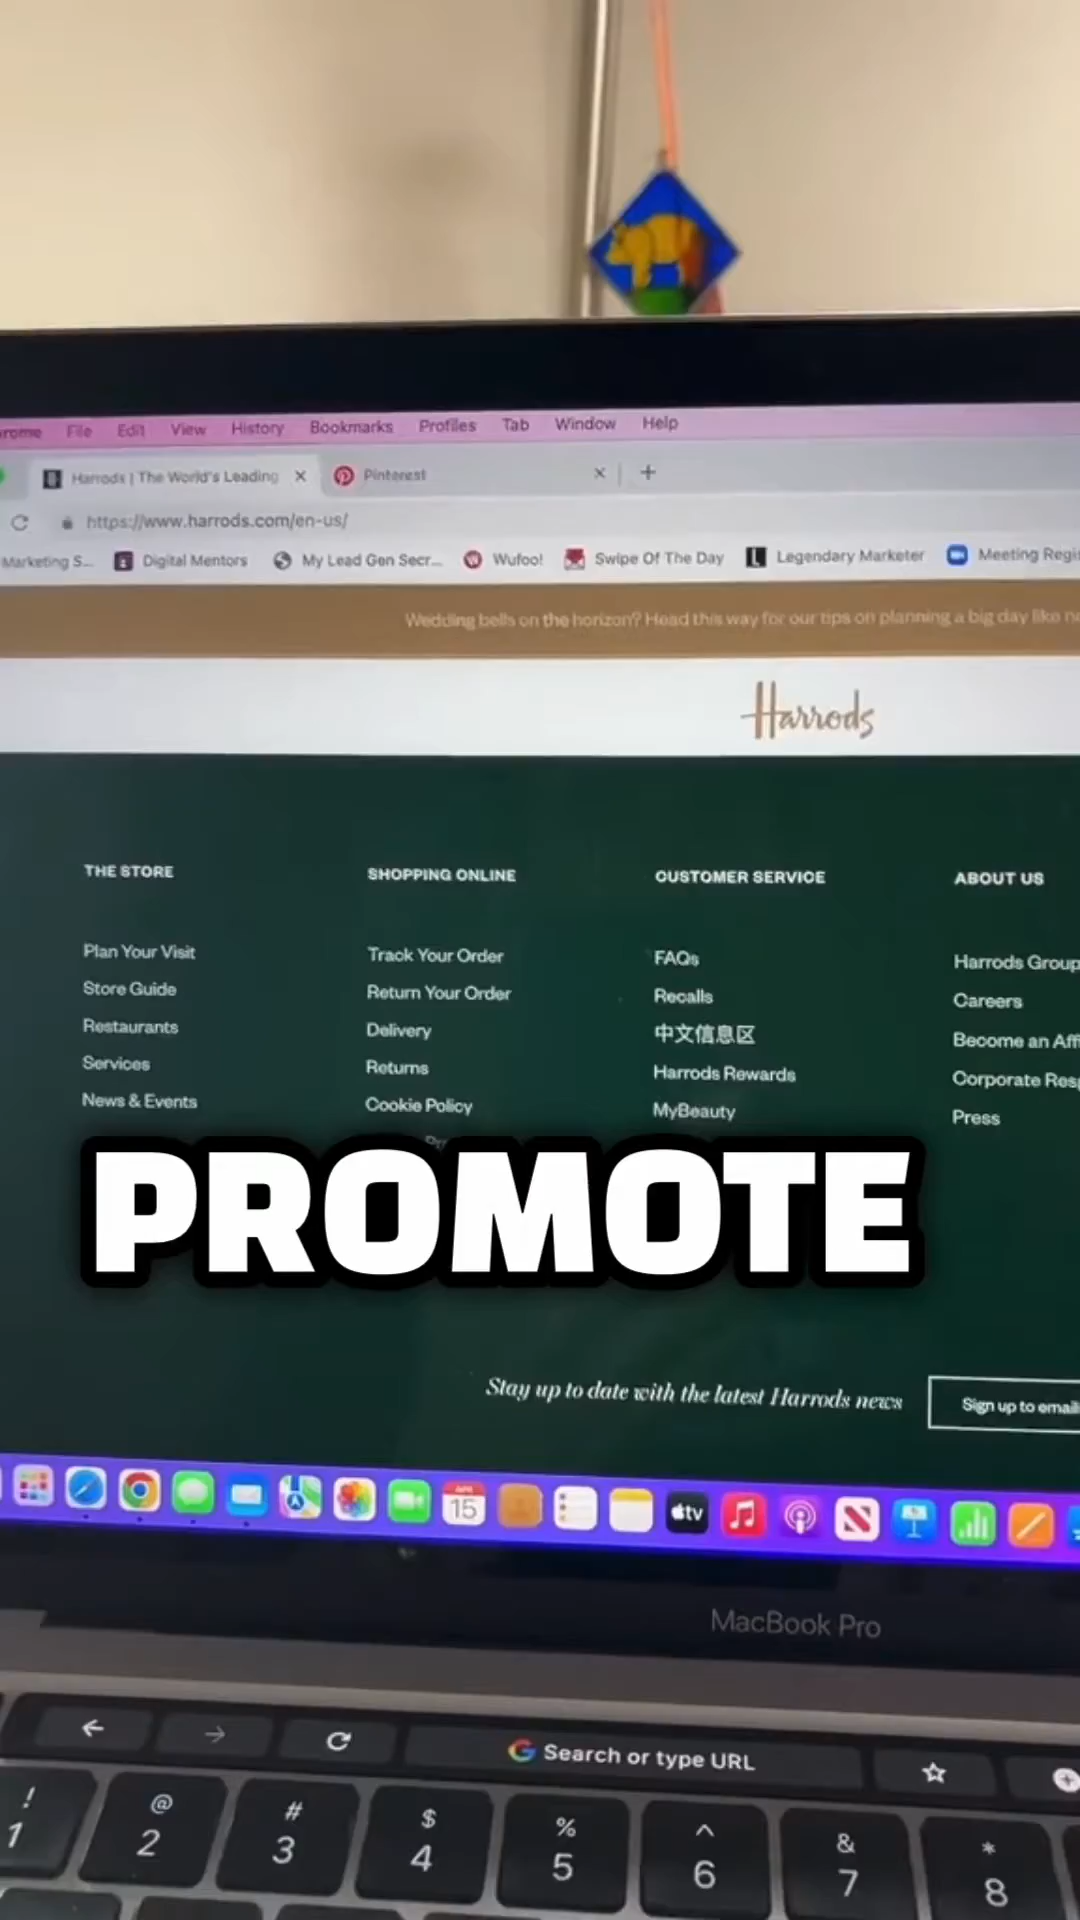 File Edit View History Bookmarks Profiles Tab Window Help
Harrods | The World's Leading
Pinterest
https://www.harrods.com/en-us/
Marketing S...
Digital Mentors
My Lead Gen Secr...
Wufoo!
Swipe Of The Day
Legendary Marketer
Meeting Regi
Wedding bells on the horizon? Head this way for our tips on planning a big day like
Harrods
THE STORE
Plan Your Visit
Store Guide
Restaurants
Services
News & Events
SHOPPING ONLINE
Track Your Order
Return Your Order
Delivery
Returns
Cookie Policy
CUSTOMER SERVICE
FAQs
Recalls
中文信息区
Harrods Rewards
MyBeauty
ABOUT US
Harrods Group
Careers
Become an Aff
Corporate Res
Press
PROMOTE
Stay up to date with the latest Harrods news
Sign up to email
15
tv
MacBook Pro
Search or type URL
! @ # $ % ^ & *
1 2 3 4 5 6 7 8